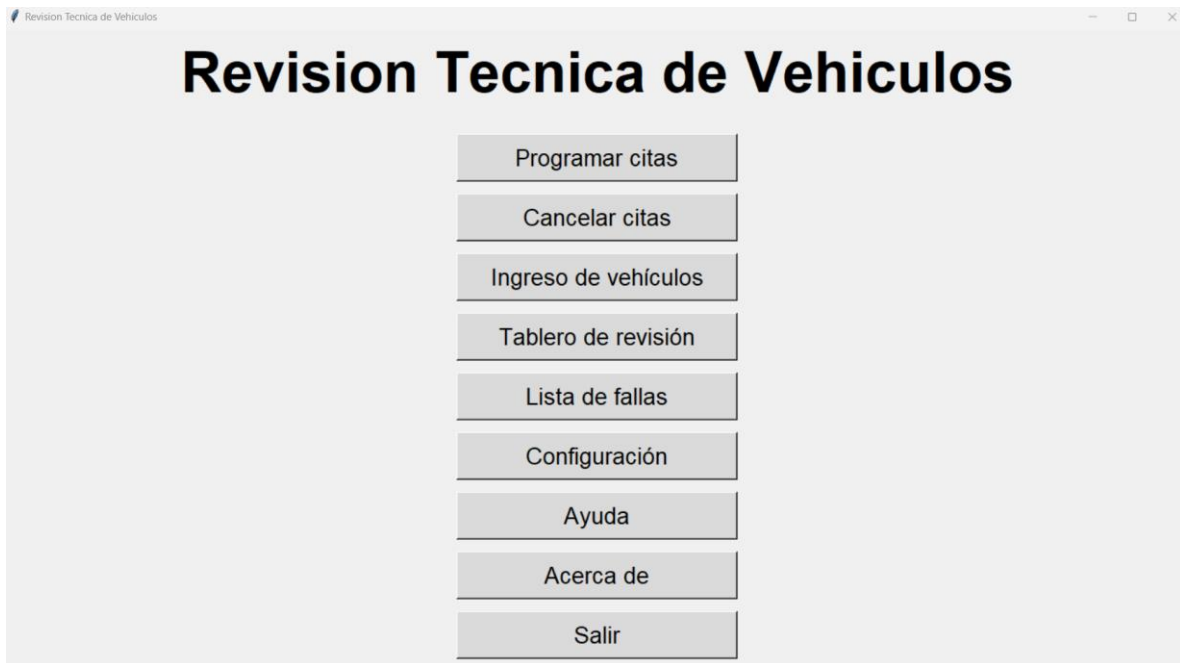 Revision Tecnica de Vehiculos
Revision Tecnica de Vehiculos
Programar citas
Cancelar citas
Ingreso de vehículos
Tablero de revisión
Lista de fallas
Configuración
Ayuda
Acerca de
Salir